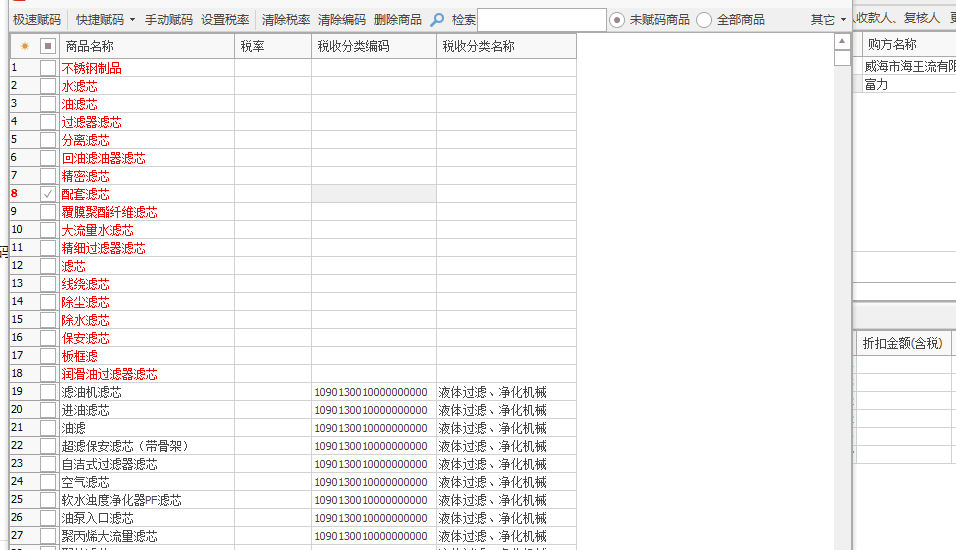 极速赋码 快捷赋码 手动赋码 设置税率 清除税率 清除编码 删除商品 检索 未赋码商品 全部商品 其它
收款人、复核人
商品名称 税率 税收分类编码 税收分类名称
购方名称
1 不锈钢制品
威海市海王流有限
2 水滤芯
富力
3 油滤芯
4 过滤器滤芯
5 分离滤芯
6 回油滤油器滤芯
7 精密滤芯
8 配套滤芯
9 覆膜聚酯纤维滤芯
10 大流量水滤芯
11 精细过滤器滤芯
码
12 滤芯
13 线绕滤芯
14 除尘滤芯
15 除水滤芯
16 保安滤芯
折扣金额(含税)
17 板框滤
18 润滑油过滤器滤芯
19 滤油机滤芯 1090130010000000000 液体过滤、净化机械
20 进油滤芯 1090130010000000000 液体过滤、净化机械
21 油滤 1090130010000000000 液体过滤、净化机械
22 超滤保安滤芯（带骨架） 1090130010000000000 液体过滤、净化机械
23 自洁式过滤器滤芯 1090130010000000000 液体过滤、净化机械
24 空气滤芯 1090130010000000000 液体过滤、净化机械
25 软水浊度净化器PF滤芯 1090130010000000000 液体过滤、净化机械
26 油泵入口滤芯 1090130010000000000 液体过滤、净化机械
27 聚丙烯大流量滤芯 1090130010000000000 液体过滤、净化机械